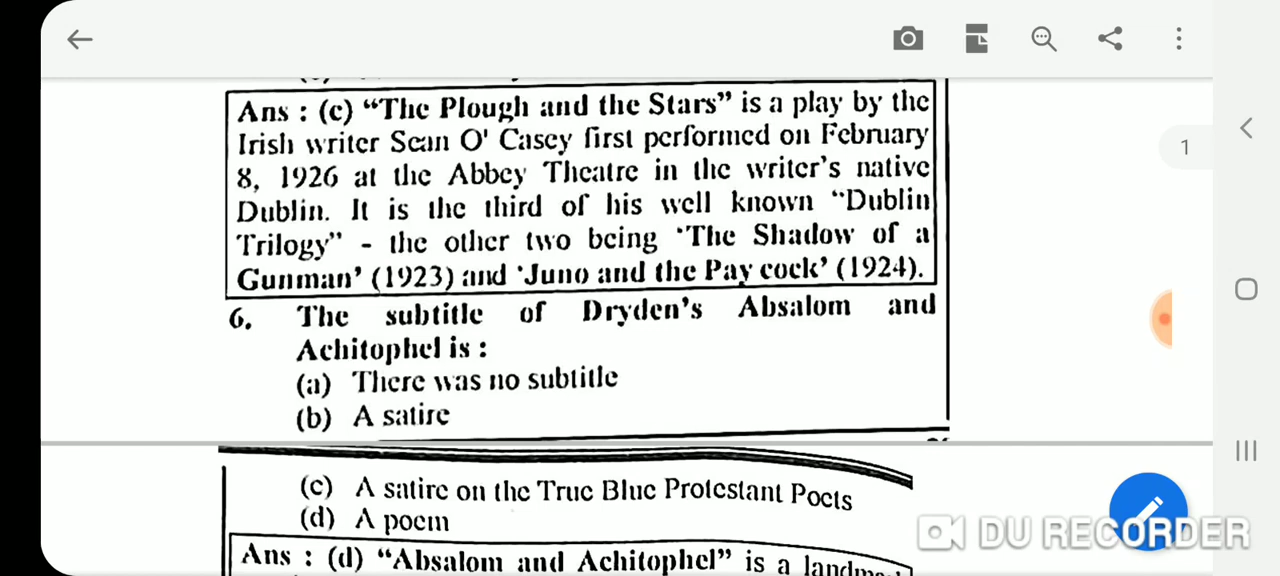 1
Ans : (c) “The Plough and the Stars” is a play by the
Irish writer Sean O' Casey first performed on February
8, 1926 at the Abbey Theatre in the writer's native
Dublin. It is the third of his well known “Dublin
Trilogy” - the other two being ‘The Shadow of a
Gunman’ (1923) and ‘Juno and the Pay cock’ (1924).
6. The subtitle of Dryden's Absalom and
Achitophel is :
(a) There was no subtitle
(b) A satire
(c) A satire on the True Blue Protestant Poets
(d) A poem
Ans : (d) “Absalom and Achitophel” is a
DU RECORDER